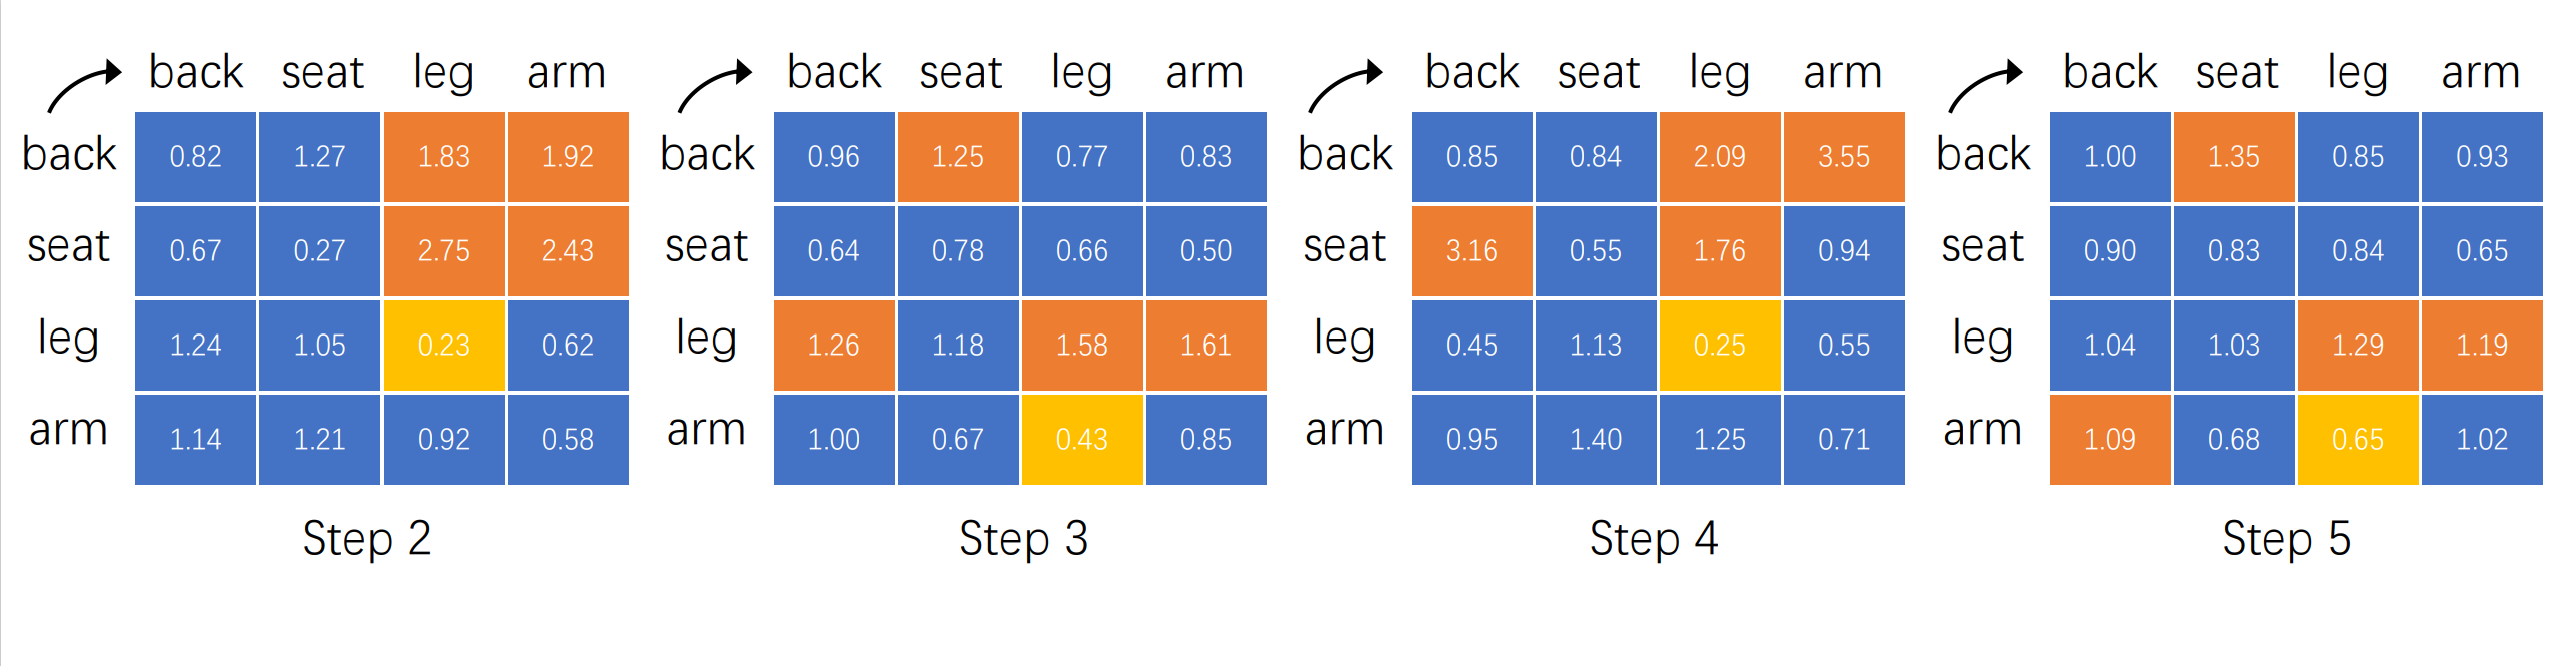 back seat leg arm
back 0.82 1.27 1.83 1.92
seat 0.67 0.27 2.75 2.43
leg 1.24 1.05 0.23 0.62
arm 1.14 1.21 0.92 0.58
Step 2
back seat leg arm
back 0.96 1.25 0.77 0.83
seat 0.64 0.78 0.66 0.50
leg 1.26 1.18 1.58 1.61
arm 1.00 0.67 0.43 0.85
Step 3
back seat leg arm
back 0.85 0.84 2.09 3.55
seat 3.16 0.55 1.76 0.94
leg 0.45 1.13 0.25 0.55
arm 0.95 1.40 1.25 0.71
Step 4
back seat leg arm
back 1.00 1.35 0.85 0.93
seat 0.90 0.83 0.84 0.65
leg 1.04 1.03 1.29 1.19
arm 1.09 0.68 0.65 1.02
Step 5